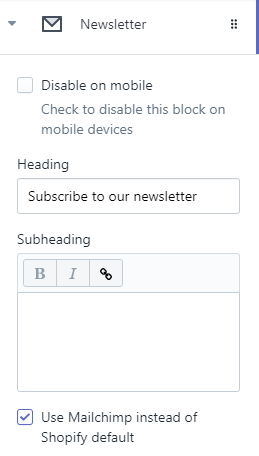 Newsletter
Disable on mobile
Check to disable this block on
mobile devices
Heading
Subscribe to our newsletter
Subheading
B I
Use Mailchimp instead of
Shopify default